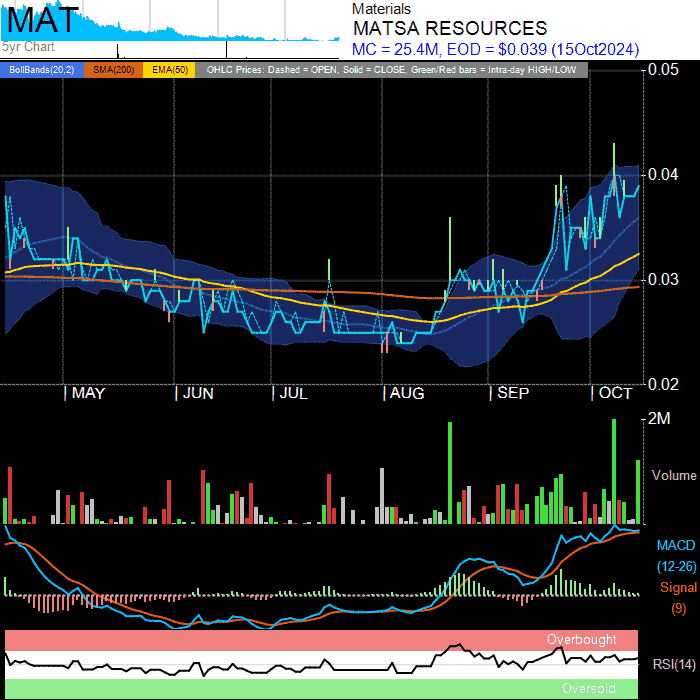 MAT
5yr Chart
Materials
MATSA RESOURCES
MC = 25.4M, EOD = $0.039 (15Oct2024)
BollBands(20,2) SMA(200) EMA(50) OHLC Prices: Dashed = OPEN, Solid = CLOSE, Green/Red bars = Intra-day HIGH/LOW
0.05
0.04
0.03
0.02
| MAY | JUN | JUL | AUG | SEP | OCT
2M
Volume
MACD
(12-26)
Signal
(9)
Overbought
RSI(14)
Oversold